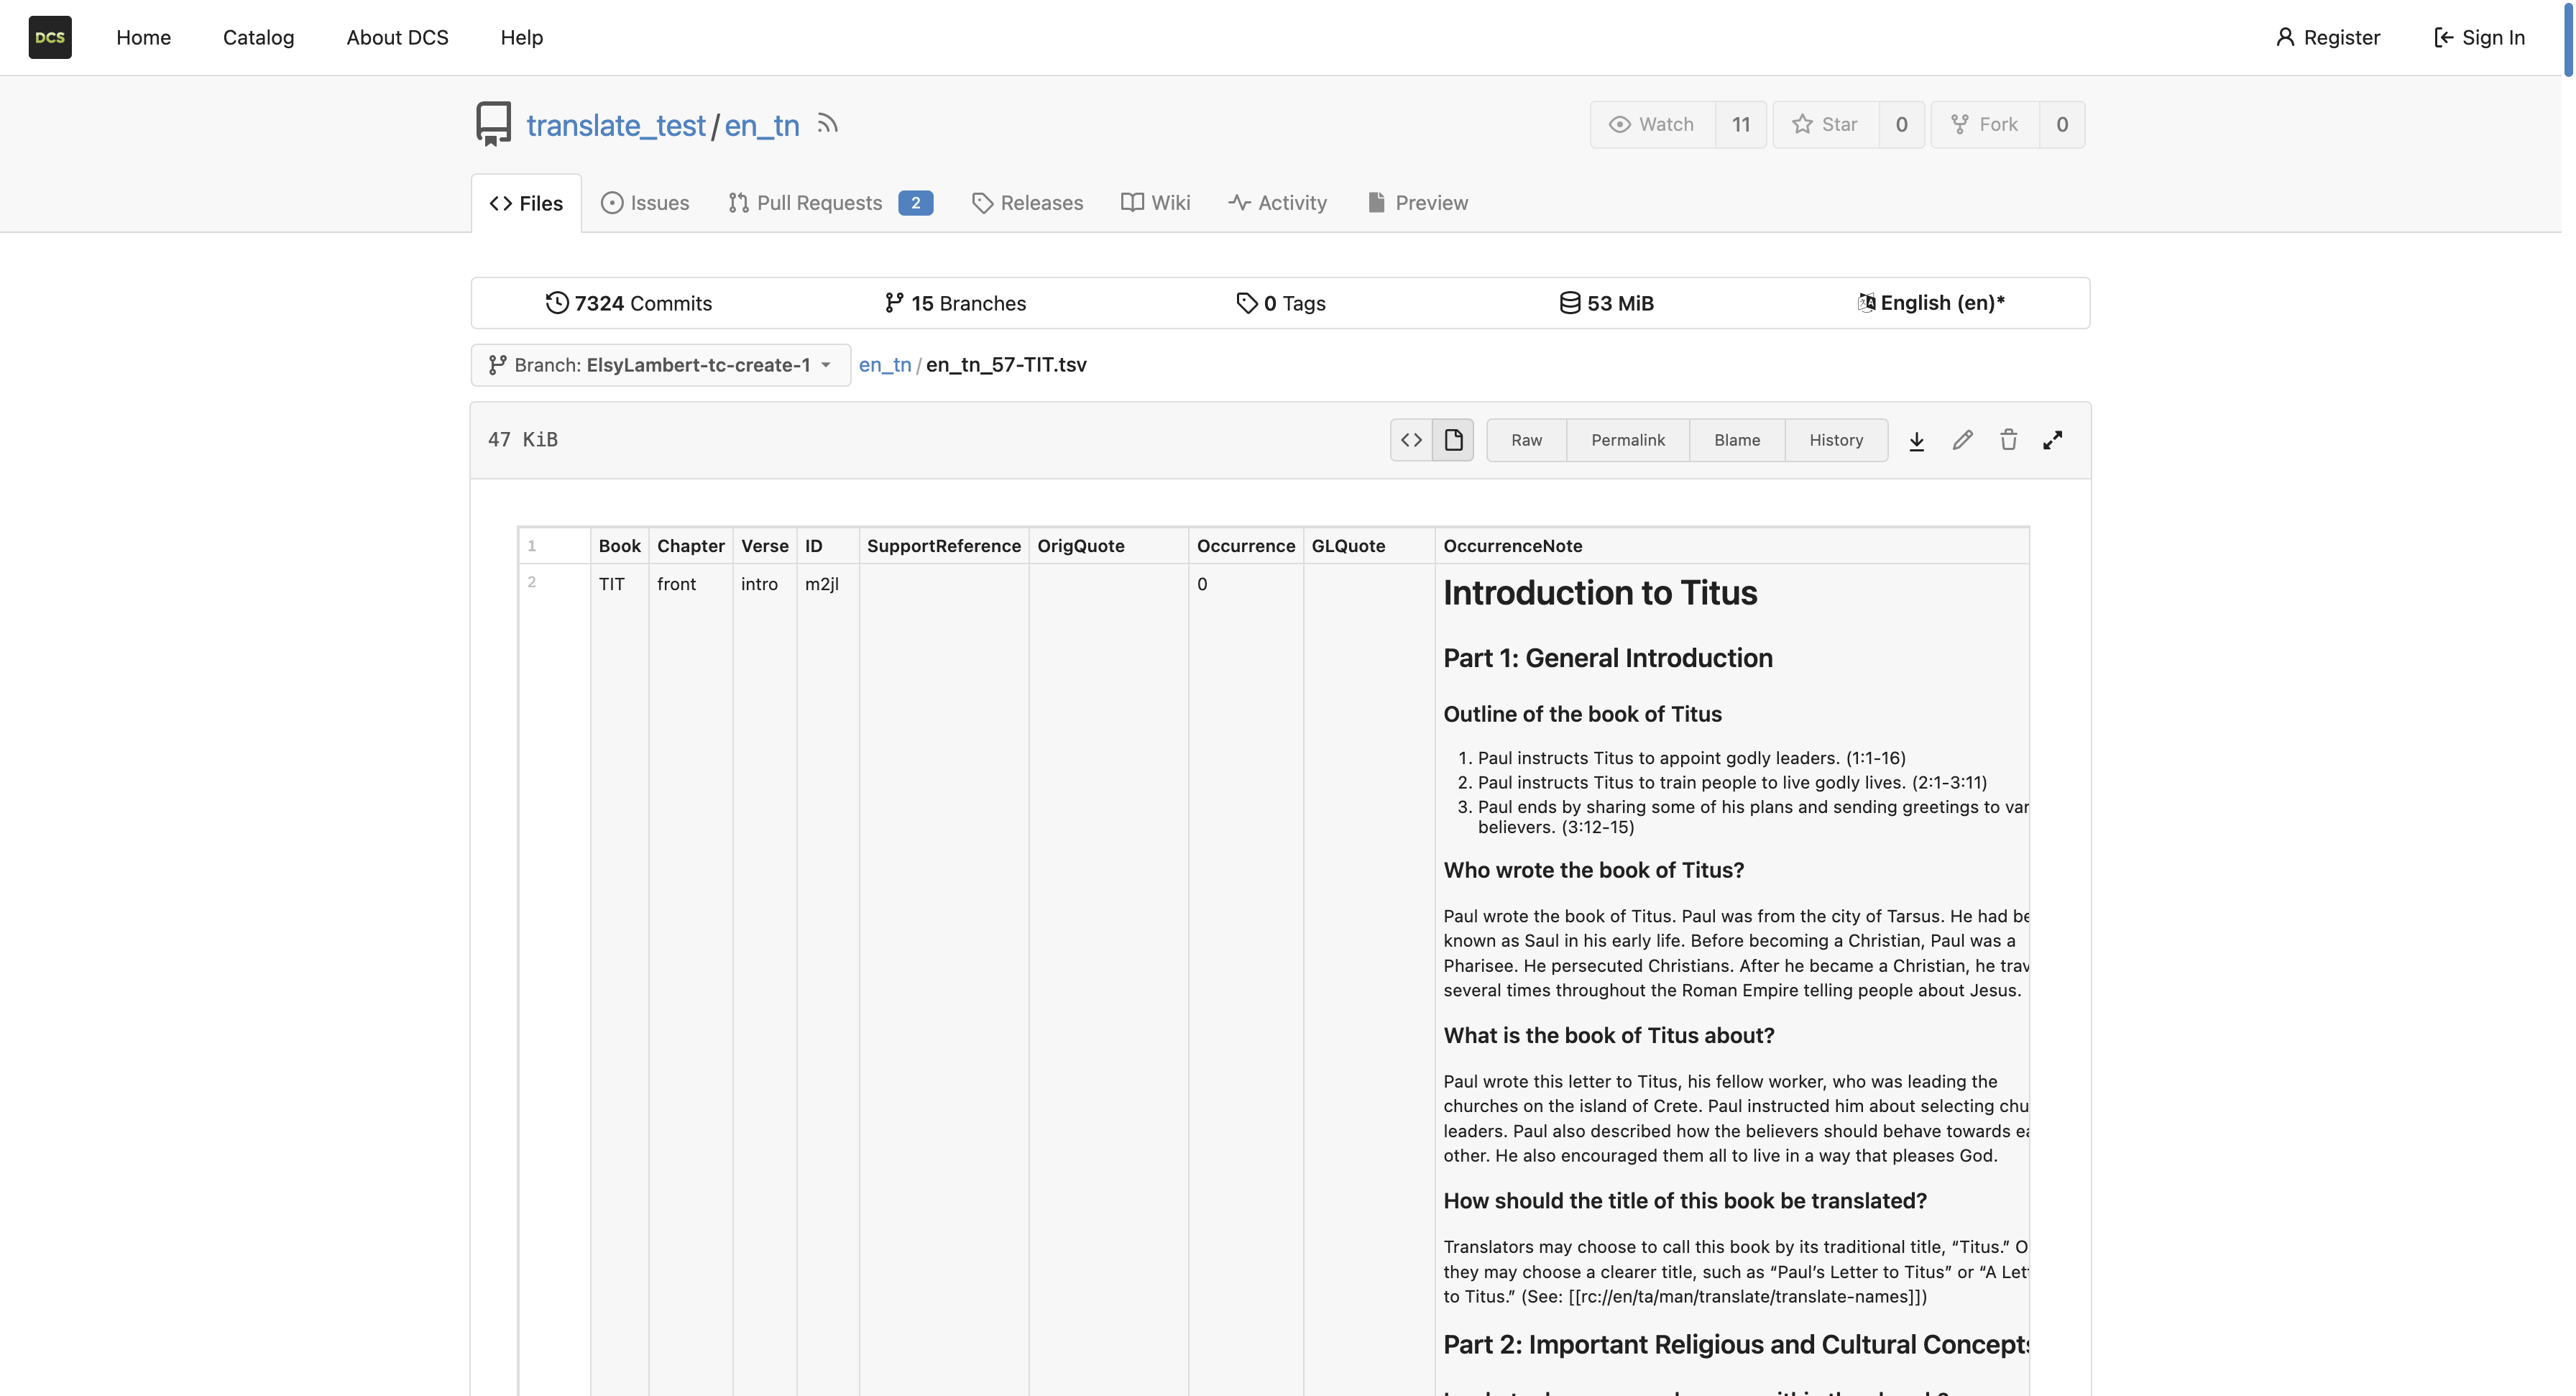 DCS Home Catalog About DCS Help Register Sign In
translate_test / en_tn Watch 11 Star 0 Fork 0
Files Issues Pull Requests 2 Releases Wiki Activity Preview
7324 Commits 15 Branches 0 Tags 53 MiB English (en)*
Branch: ElsyLambert-tc-create-1 en_tn / en_tn_57-TIT.tsv
47 KiB Raw Permalink Blame History
1 Book Chapter Verse ID SupportReference OrigQuote Occurrence GLQuote OccurrenceNote
2 TIT front intro m2jl 0
Introduction to Titus
Part 1: General Introduction
Outline of the book of Titus
1. Paul instructs Titus to appoint godly leaders. (1:1-16)
2. Paul instructs Titus to train people to live godly lives. (2:1-3:11)
3. Paul ends by sharing some of his plans and sending greetings to var
believers. (3:12-15)
Who wrote the book of Titus?
Paul wrote the book of Titus. Paul was from the city of Tarsus. He had be
known as Saul in his early life. Before becoming a Christian, Paul was a
Pharisee. He persecuted Christians. After he became a Christian, he trav
several times throughout the Roman Empire telling people about Jesus.
What is the book of Titus about?
Paul wrote this letter to Titus, his fellow worker, who was leading the
churches on the island of Crete. Paul instructed him about selecting chu
leaders. Paul also described how the believers should behave towards ea
other. He also encouraged them all to live in a way that pleases God.
How should the title of this book be translated?
Translators may choose to call this book by its traditional title, “Titus.” O
they may choose a clearer title, such as “Paul’s Letter to Titus” or “A Let
to Titus.” (See: [[rc://en/ta/man/translate/translate-names]])
Part 2: Important Religious and Cultural Concepts